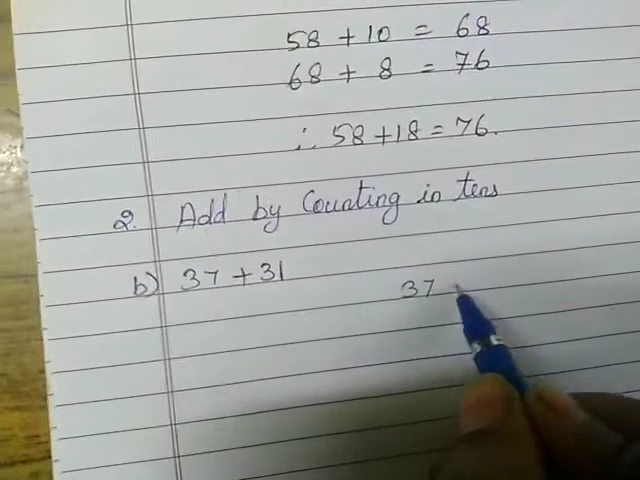 58 + 10 = 68
68 + 8 = 76
∴ 58 + 18 = 76.
2. Add by Counting in tens
b) 37 + 31
37